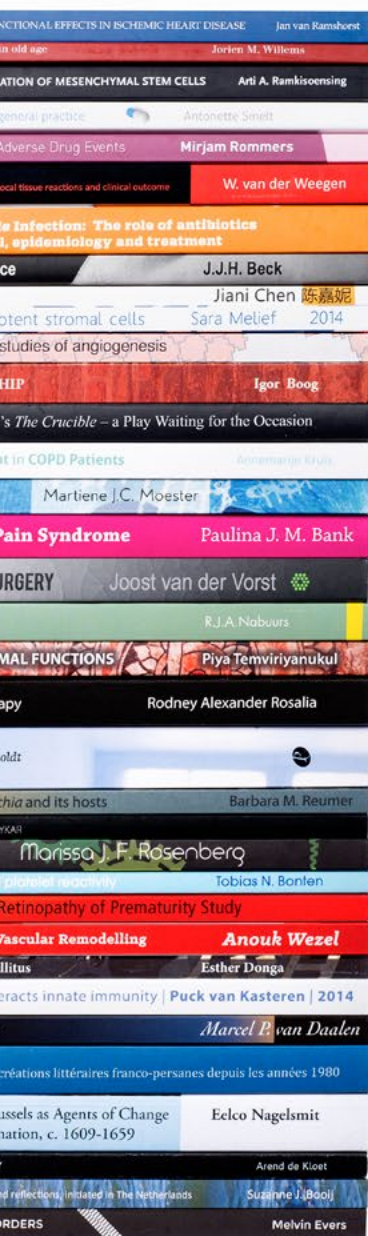 NCTIONAL EFFECTS IN ISCHEMIC HEART DISEASE Jan van Ramshorst
in old age Jorien M. Willems
ATION OF MESENCHYMAL STEM CELLS Arti A. Ramkisoensing
general practice Antonette Smelt
Adverse Drug Events Mirjam Rommers
ocal tissue reactions and clinical outcome W. van der Weegen
le Infection: The role of antibiotics
l, epidemiology and treatment
ce J.J.H. Beck
Jiani Chen 陈嘉妮
otent stromal cells Sara Melief 2014
studies of angiogenesis
HIP Igor Boog
's The Crucible – a Play Waiting for the Occasion
at in COPD Patients Annemarije Kruis
Martiene J.C. Moester
Pain Syndrome Paulina J. M. Bank
URGERY Joost van der Vorst
R.J.A. Nabuurs
MAL FUNCTIONS Piya Temviriyanukul
apy Rodney Alexander Rosalia
oldt
chia and its hosts Barbara M. Reumer
YKAR
Marissa J. F. Rosenberg
platelet reactivity Tobias N. Bonten
Retinopathy of Prematurity Study
Vascular Remodelling Anouk Wezel
llitus Esther Donga
eracts innate immunity | Puck van Kasteren | 2014
Marcel P. van Daalen
créations littéraires franco-persanes depuis les années 1980
ussels as Agents of Change Eelco Nagelsmit
nation, c. 1609-1659
Y Arend de Kloet
nd reflections, initiated in The Netherlands Suzanne J. Booij
ORDERS Melvin Evers